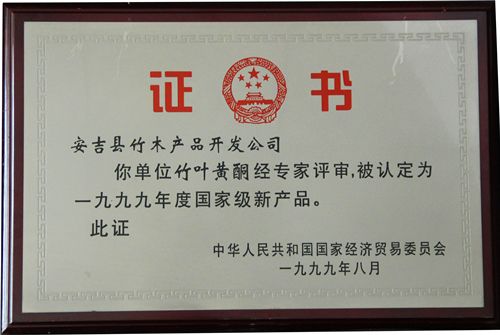 证书
安吉县竹木产品开发公司
你单位竹叶黄酮经专家评审,被认定为
一九九九年度国家级新产品。
此证
中华人民共和国国家经济贸易委员会
一九九九年八月